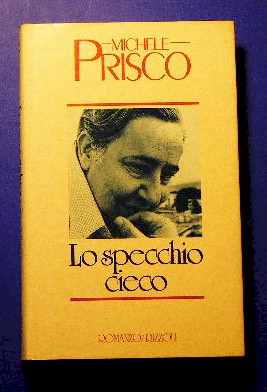 MICHELE
PRISCO
Lo specchio
cieco
ROMANZO/RIZZOLI